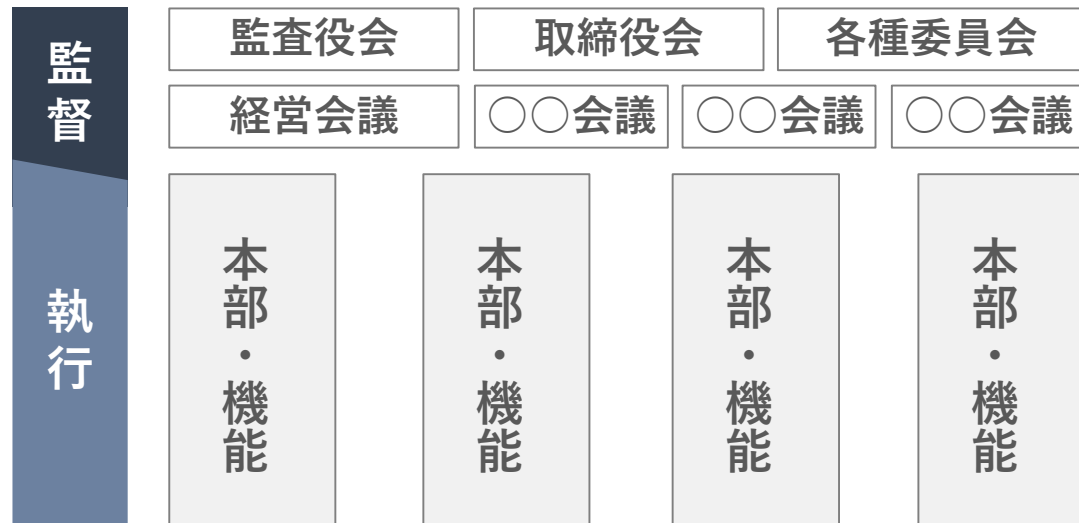 監督
監査役会
取締役会
各種委員会
経営会議
○○会議
○○会議
○○会議
執行
本部・機能
本部・機能
本部・機能
本部・機能